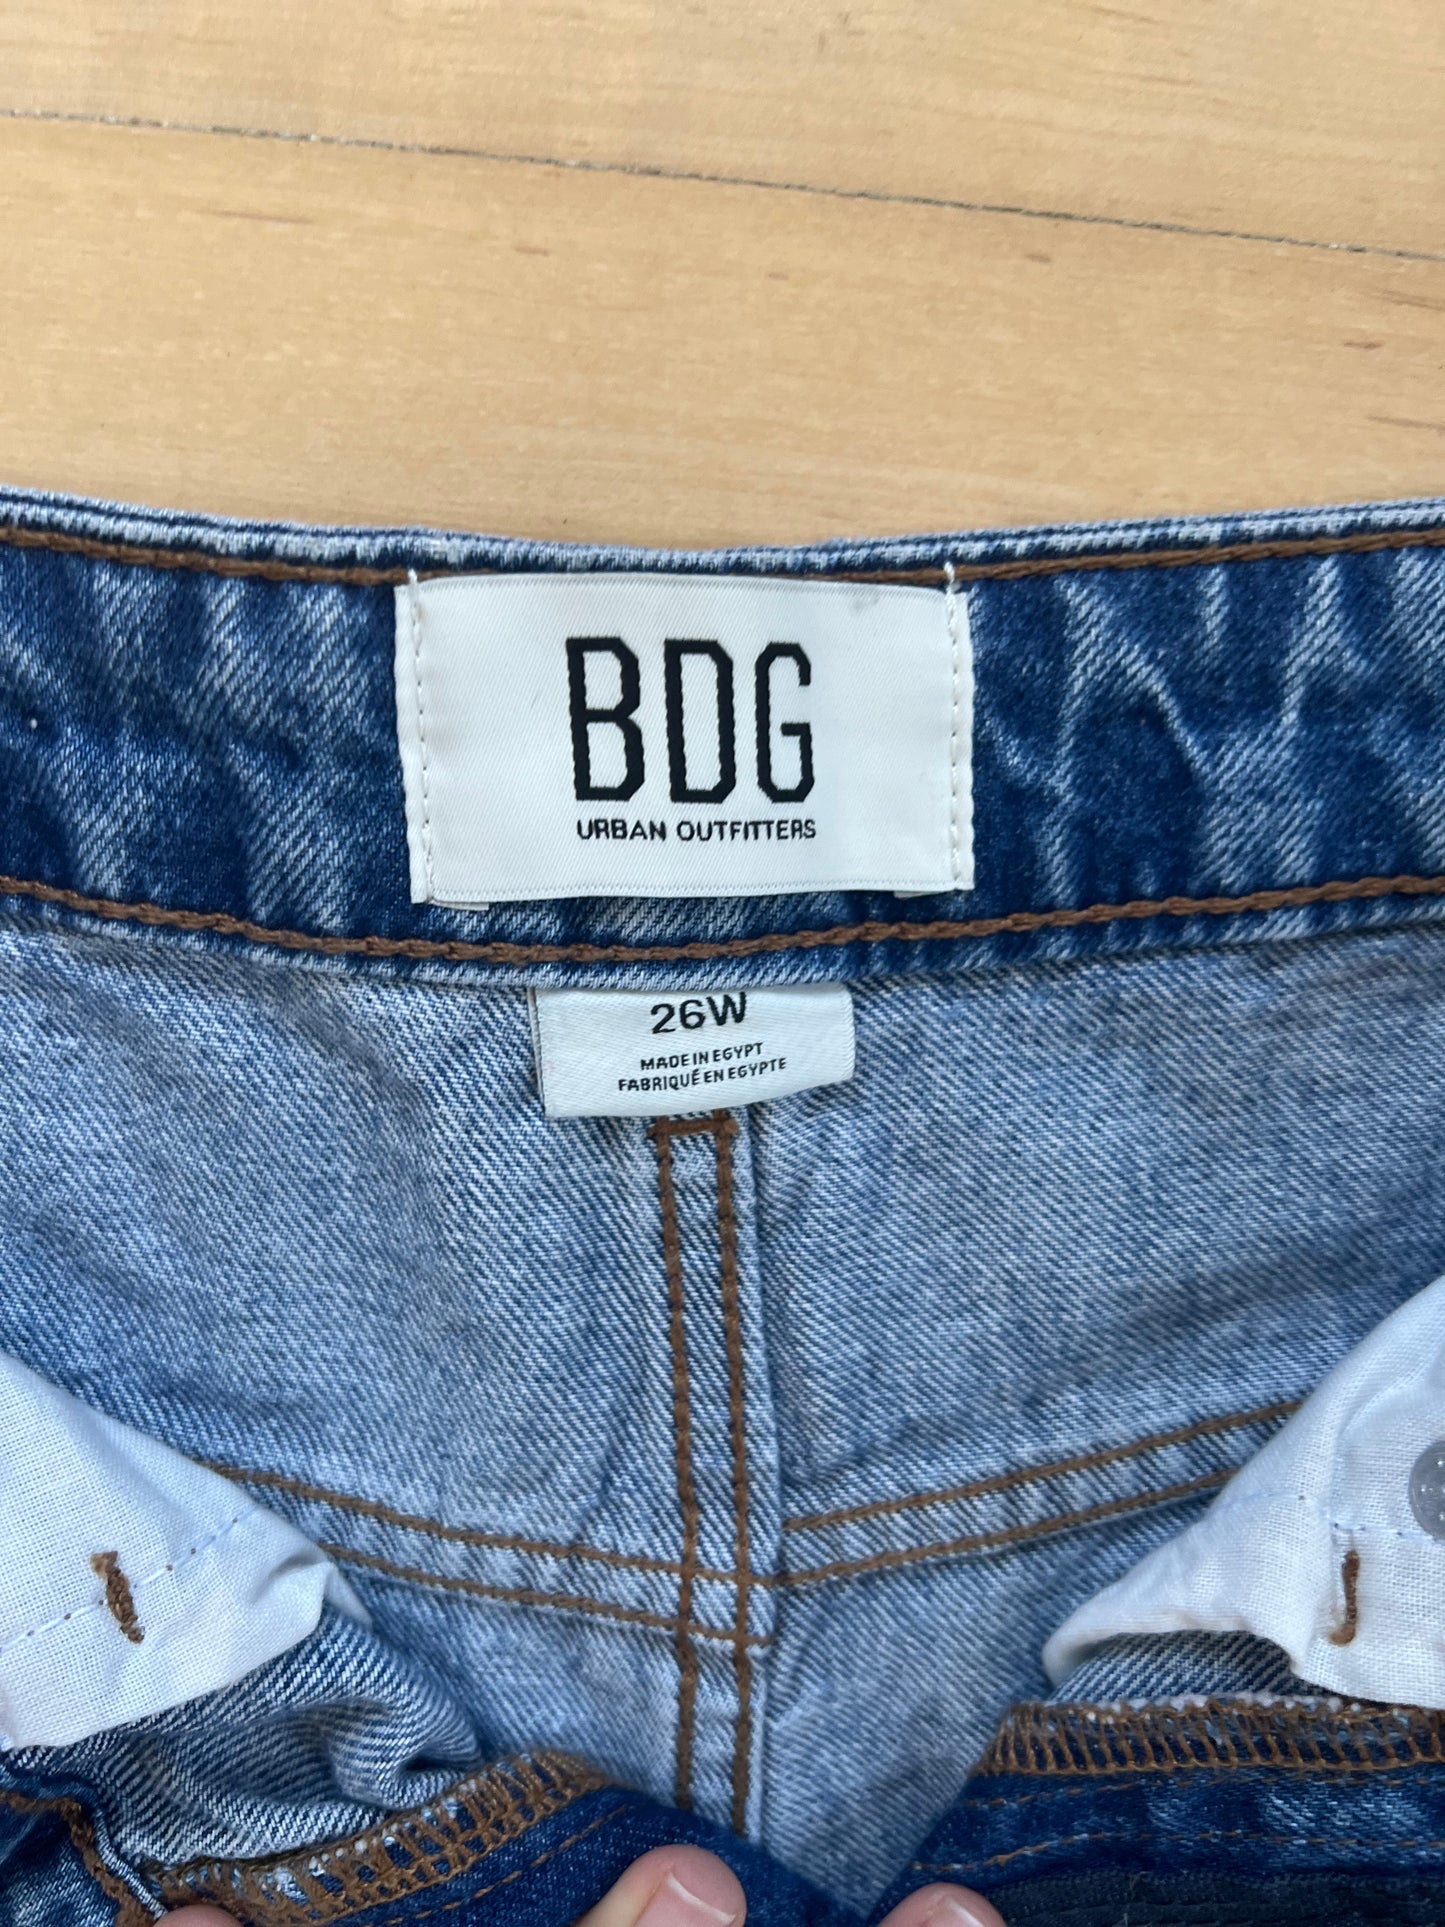 BDG
URBAN OUTFITTERS
26W
MADE IN EGYPT
FABRIQUÉ EN EGYPTE